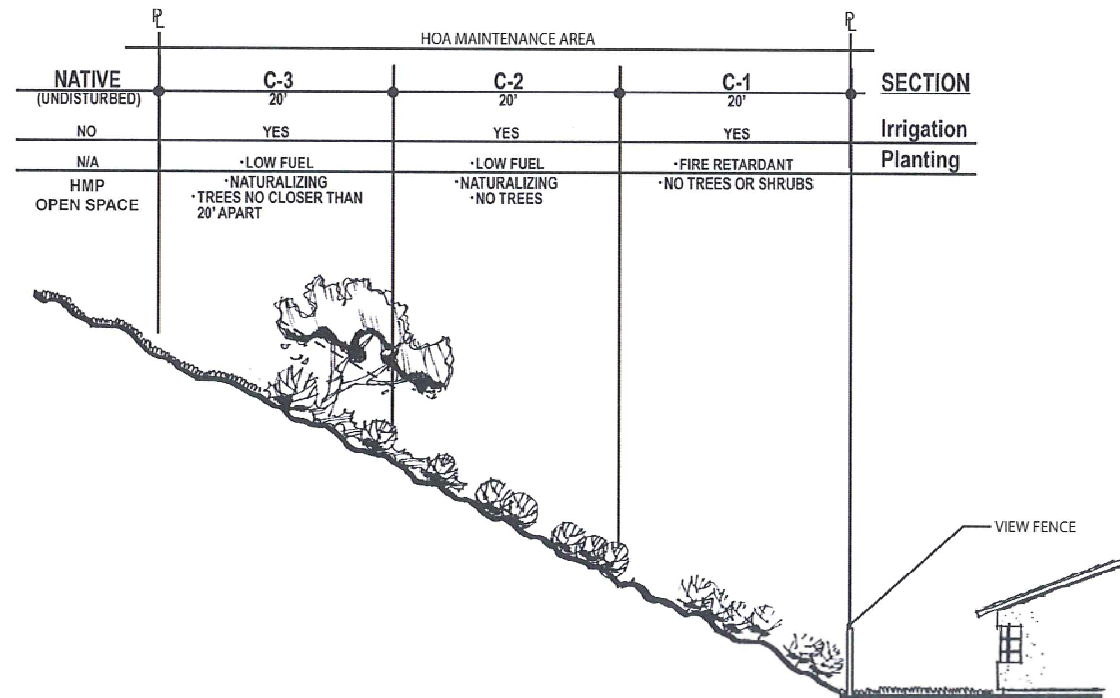 PL
PL
HOA MAINTENANCE AREA
NATIVE
(UNDISTURBED)
C-3
20'
C-2
20'
C-1
20'
SECTION
NO
YES
YES
YES
Irrigation
N/A
•LOW FUEL
•LOW FUEL
•FIRE RETARDANT
Planting
HMP
OPEN SPACE
•NATURALIZING
•TREES NO CLOSER THAN
20' APART
•NATURALIZING
•NO TREES
•NO TREES OR SHRUBS
VIEW FENCE